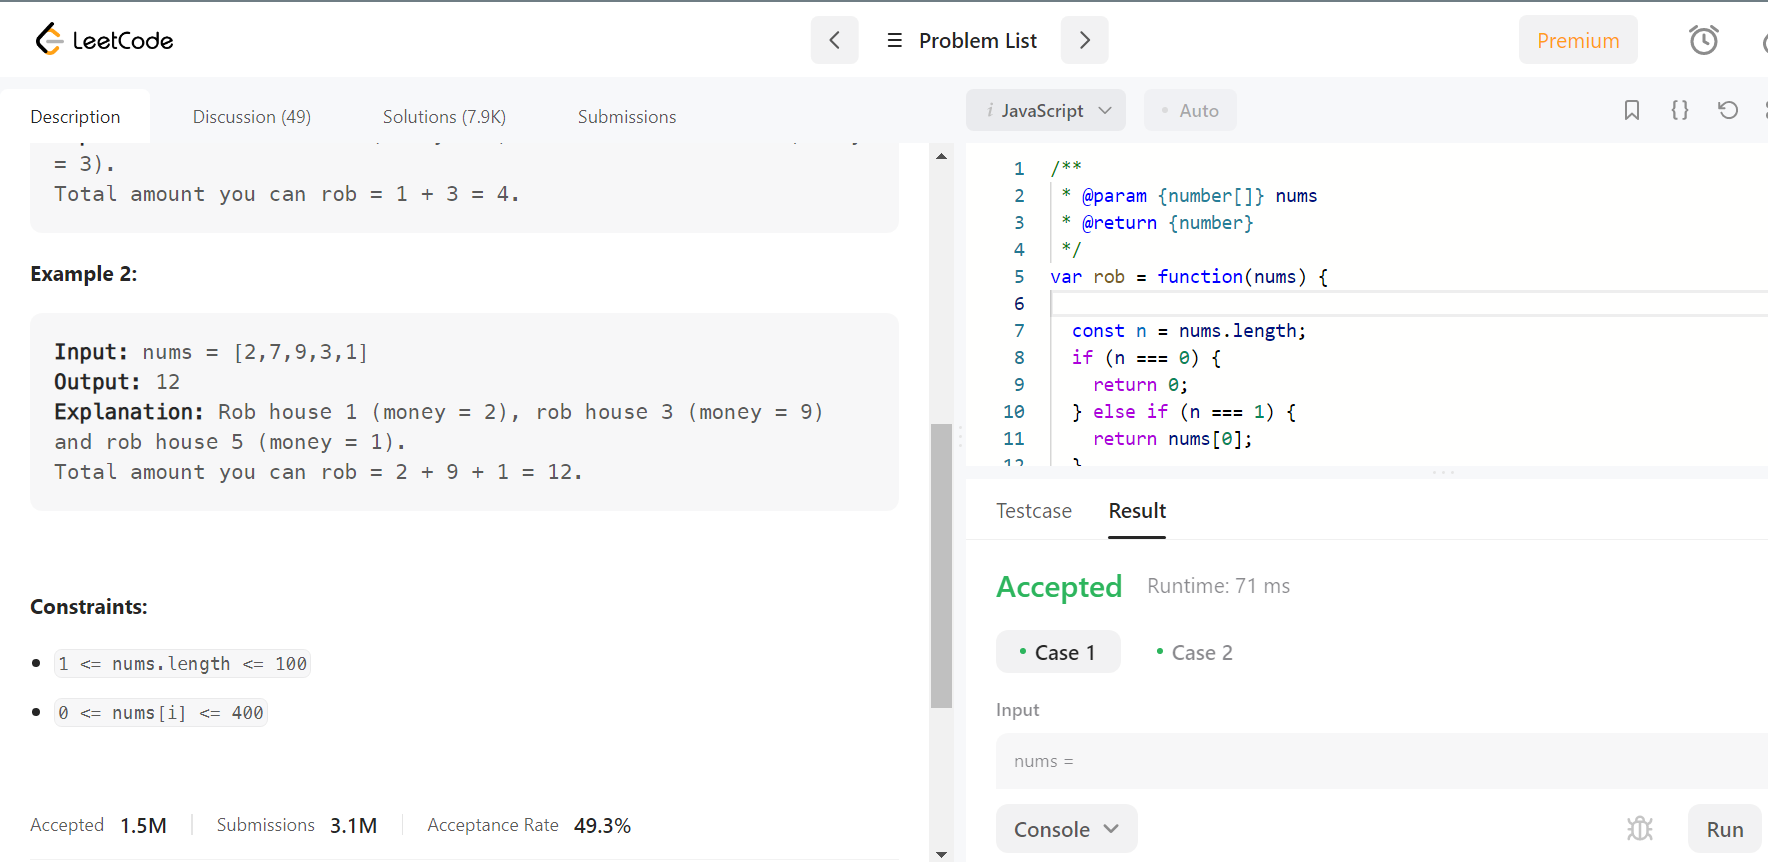 LeetCode
Problem List
Premium
Description Discussion (49) Solutions (7.9K) Submissions
= 3).
Total amount you can rob = 1 + 3 = 4.
Example 2:
Input: nums = [2,7,9,3,1]
Output: 12
Explanation: Rob house 1 (money = 2), rob house 3 (money = 9)
and rob house 5 (money = 1).
Total amount you can rob = 2 + 9 + 1 = 12.
Constraints:
1 <= nums.length <= 100
0 <= nums[i] <= 400
Accepted 1.5M Submissions 3.1M Acceptance Rate 49.3%
i JavaScript Auto
{}
1 /**
2 * @param {number[]} nums
3 * @return {number}
4 */
5 var rob = function(nums) {
6
7 const n = nums.length;
8 if (n === 0) {
9 return 0;
10 } else if (n === 1) {
11 return nums[0];
12 }
Testcase Result
Accepted Runtime: 71 ms
Case 1 Case 2
Input
nums =
Console Run